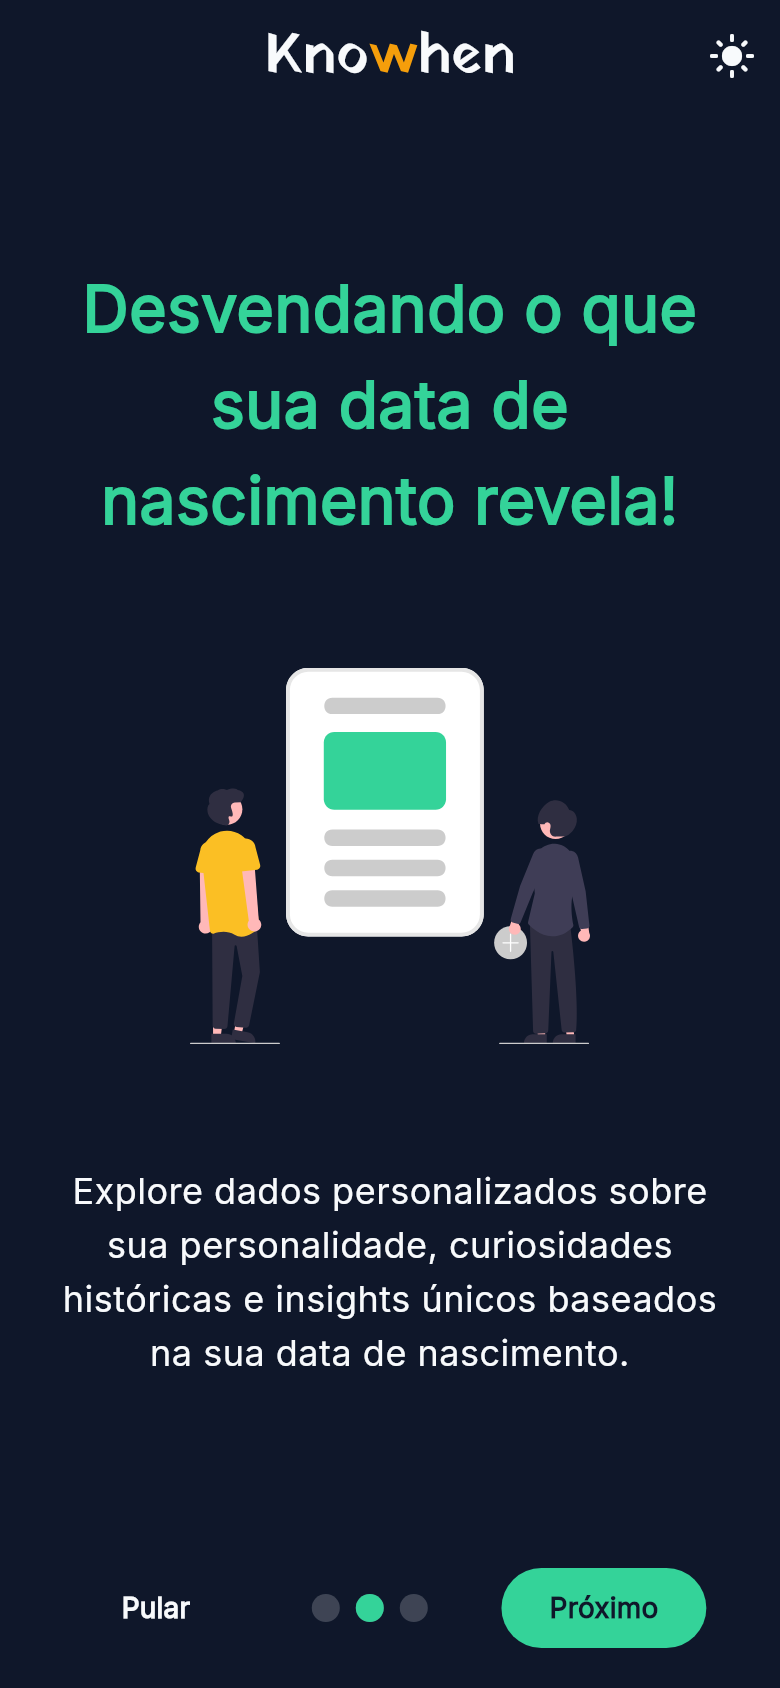 Knowhen
Desvendando o que
sua data de
nascimento revela!
Explore dados personalizados sobre
sua personalidade, curiosidades
históricas e insights únicos baseados
na sua data de nascimento.
Pular
Próximo